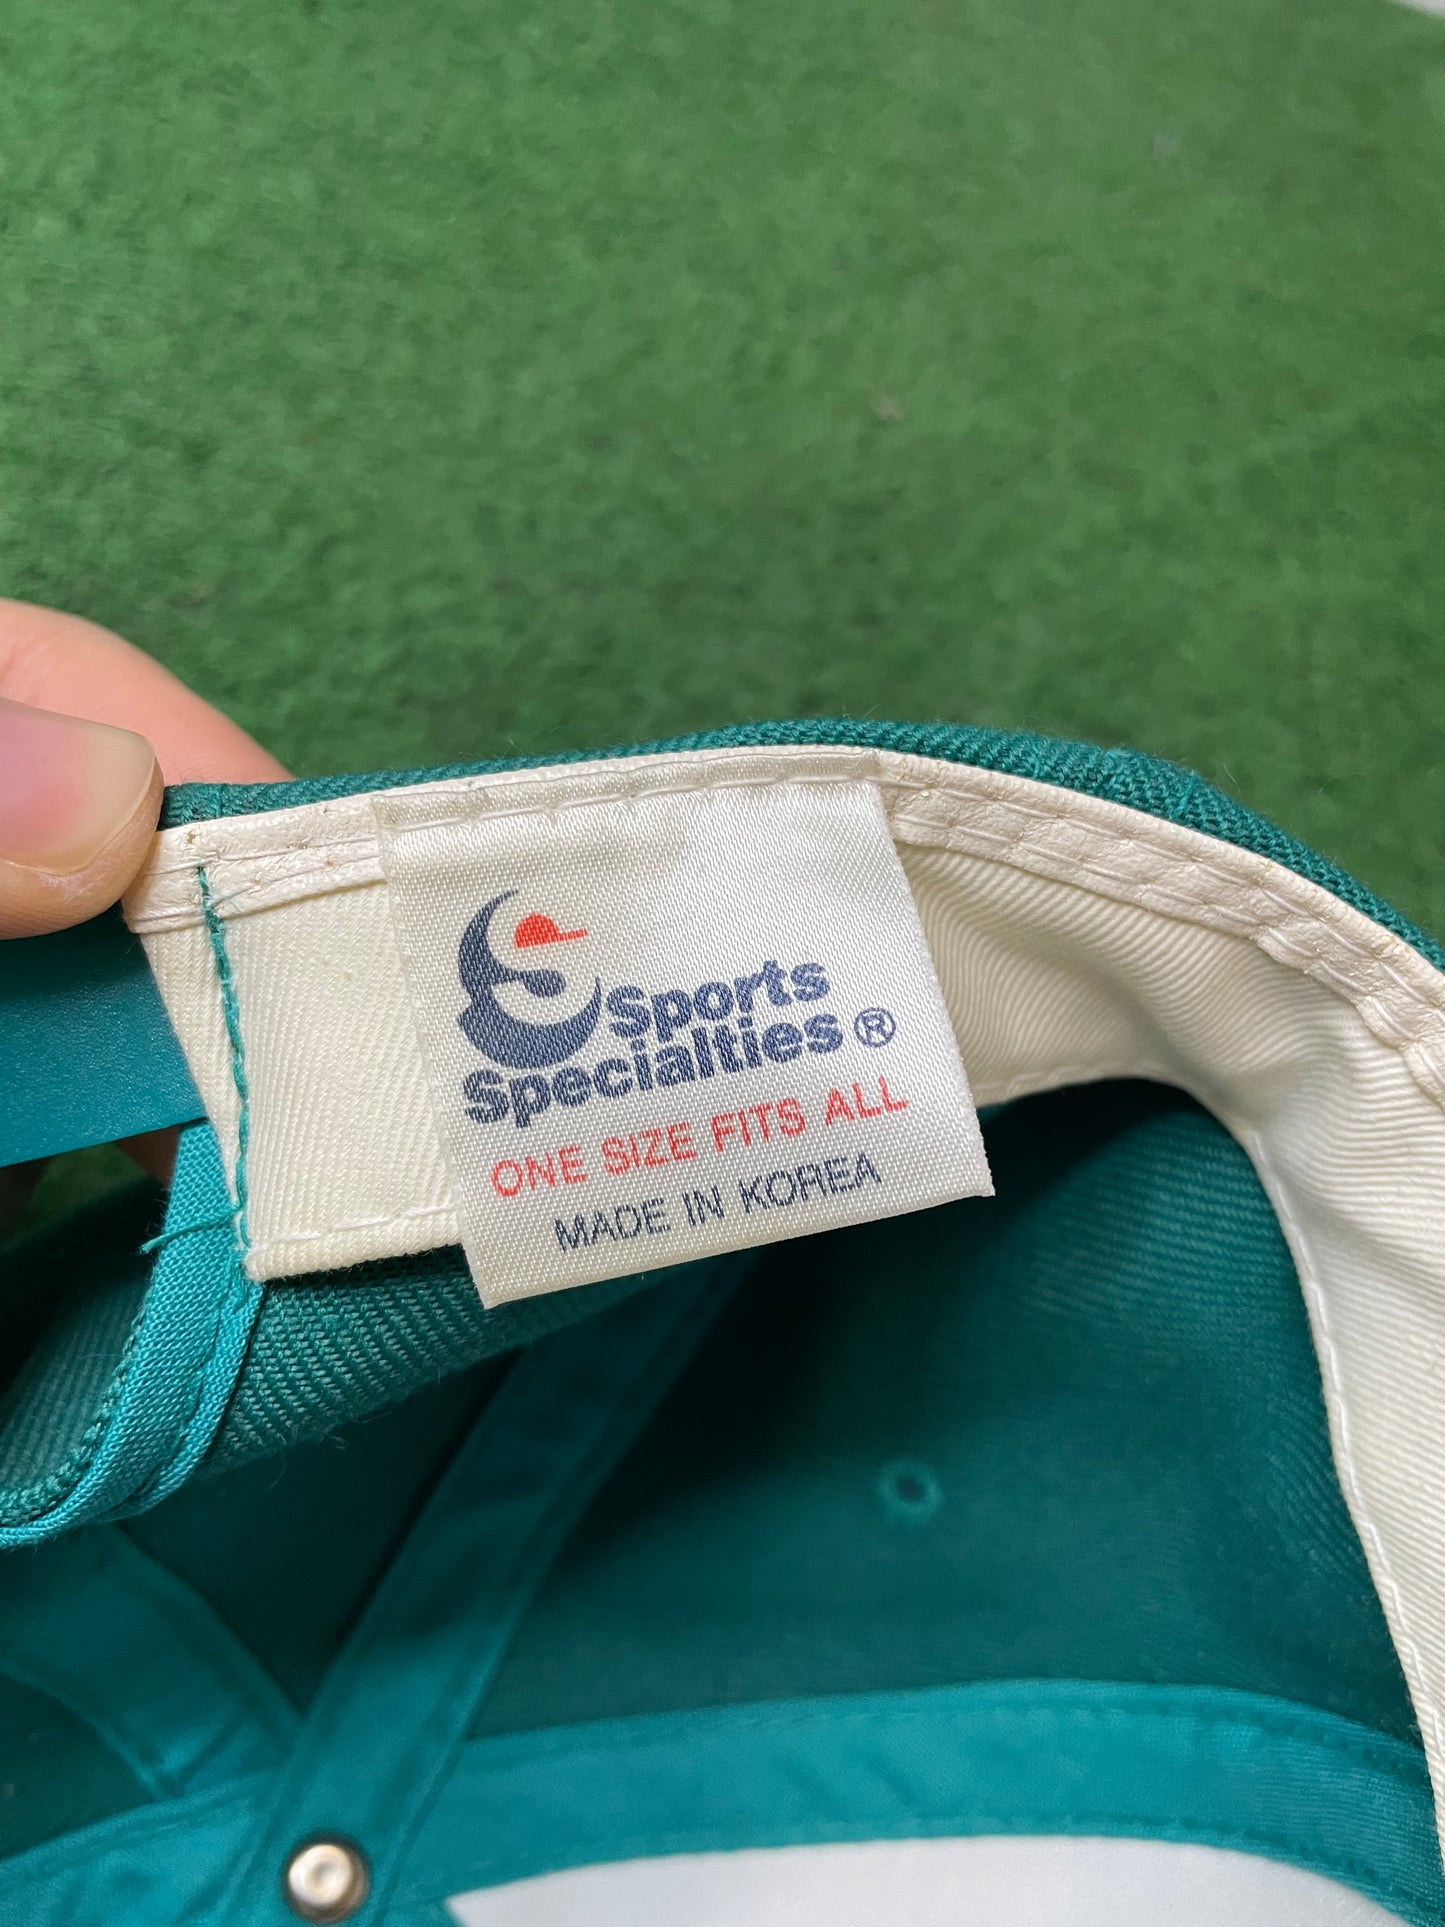 Sports
Specialties®
ONE SIZE FITS ALL
MADE IN KOREA